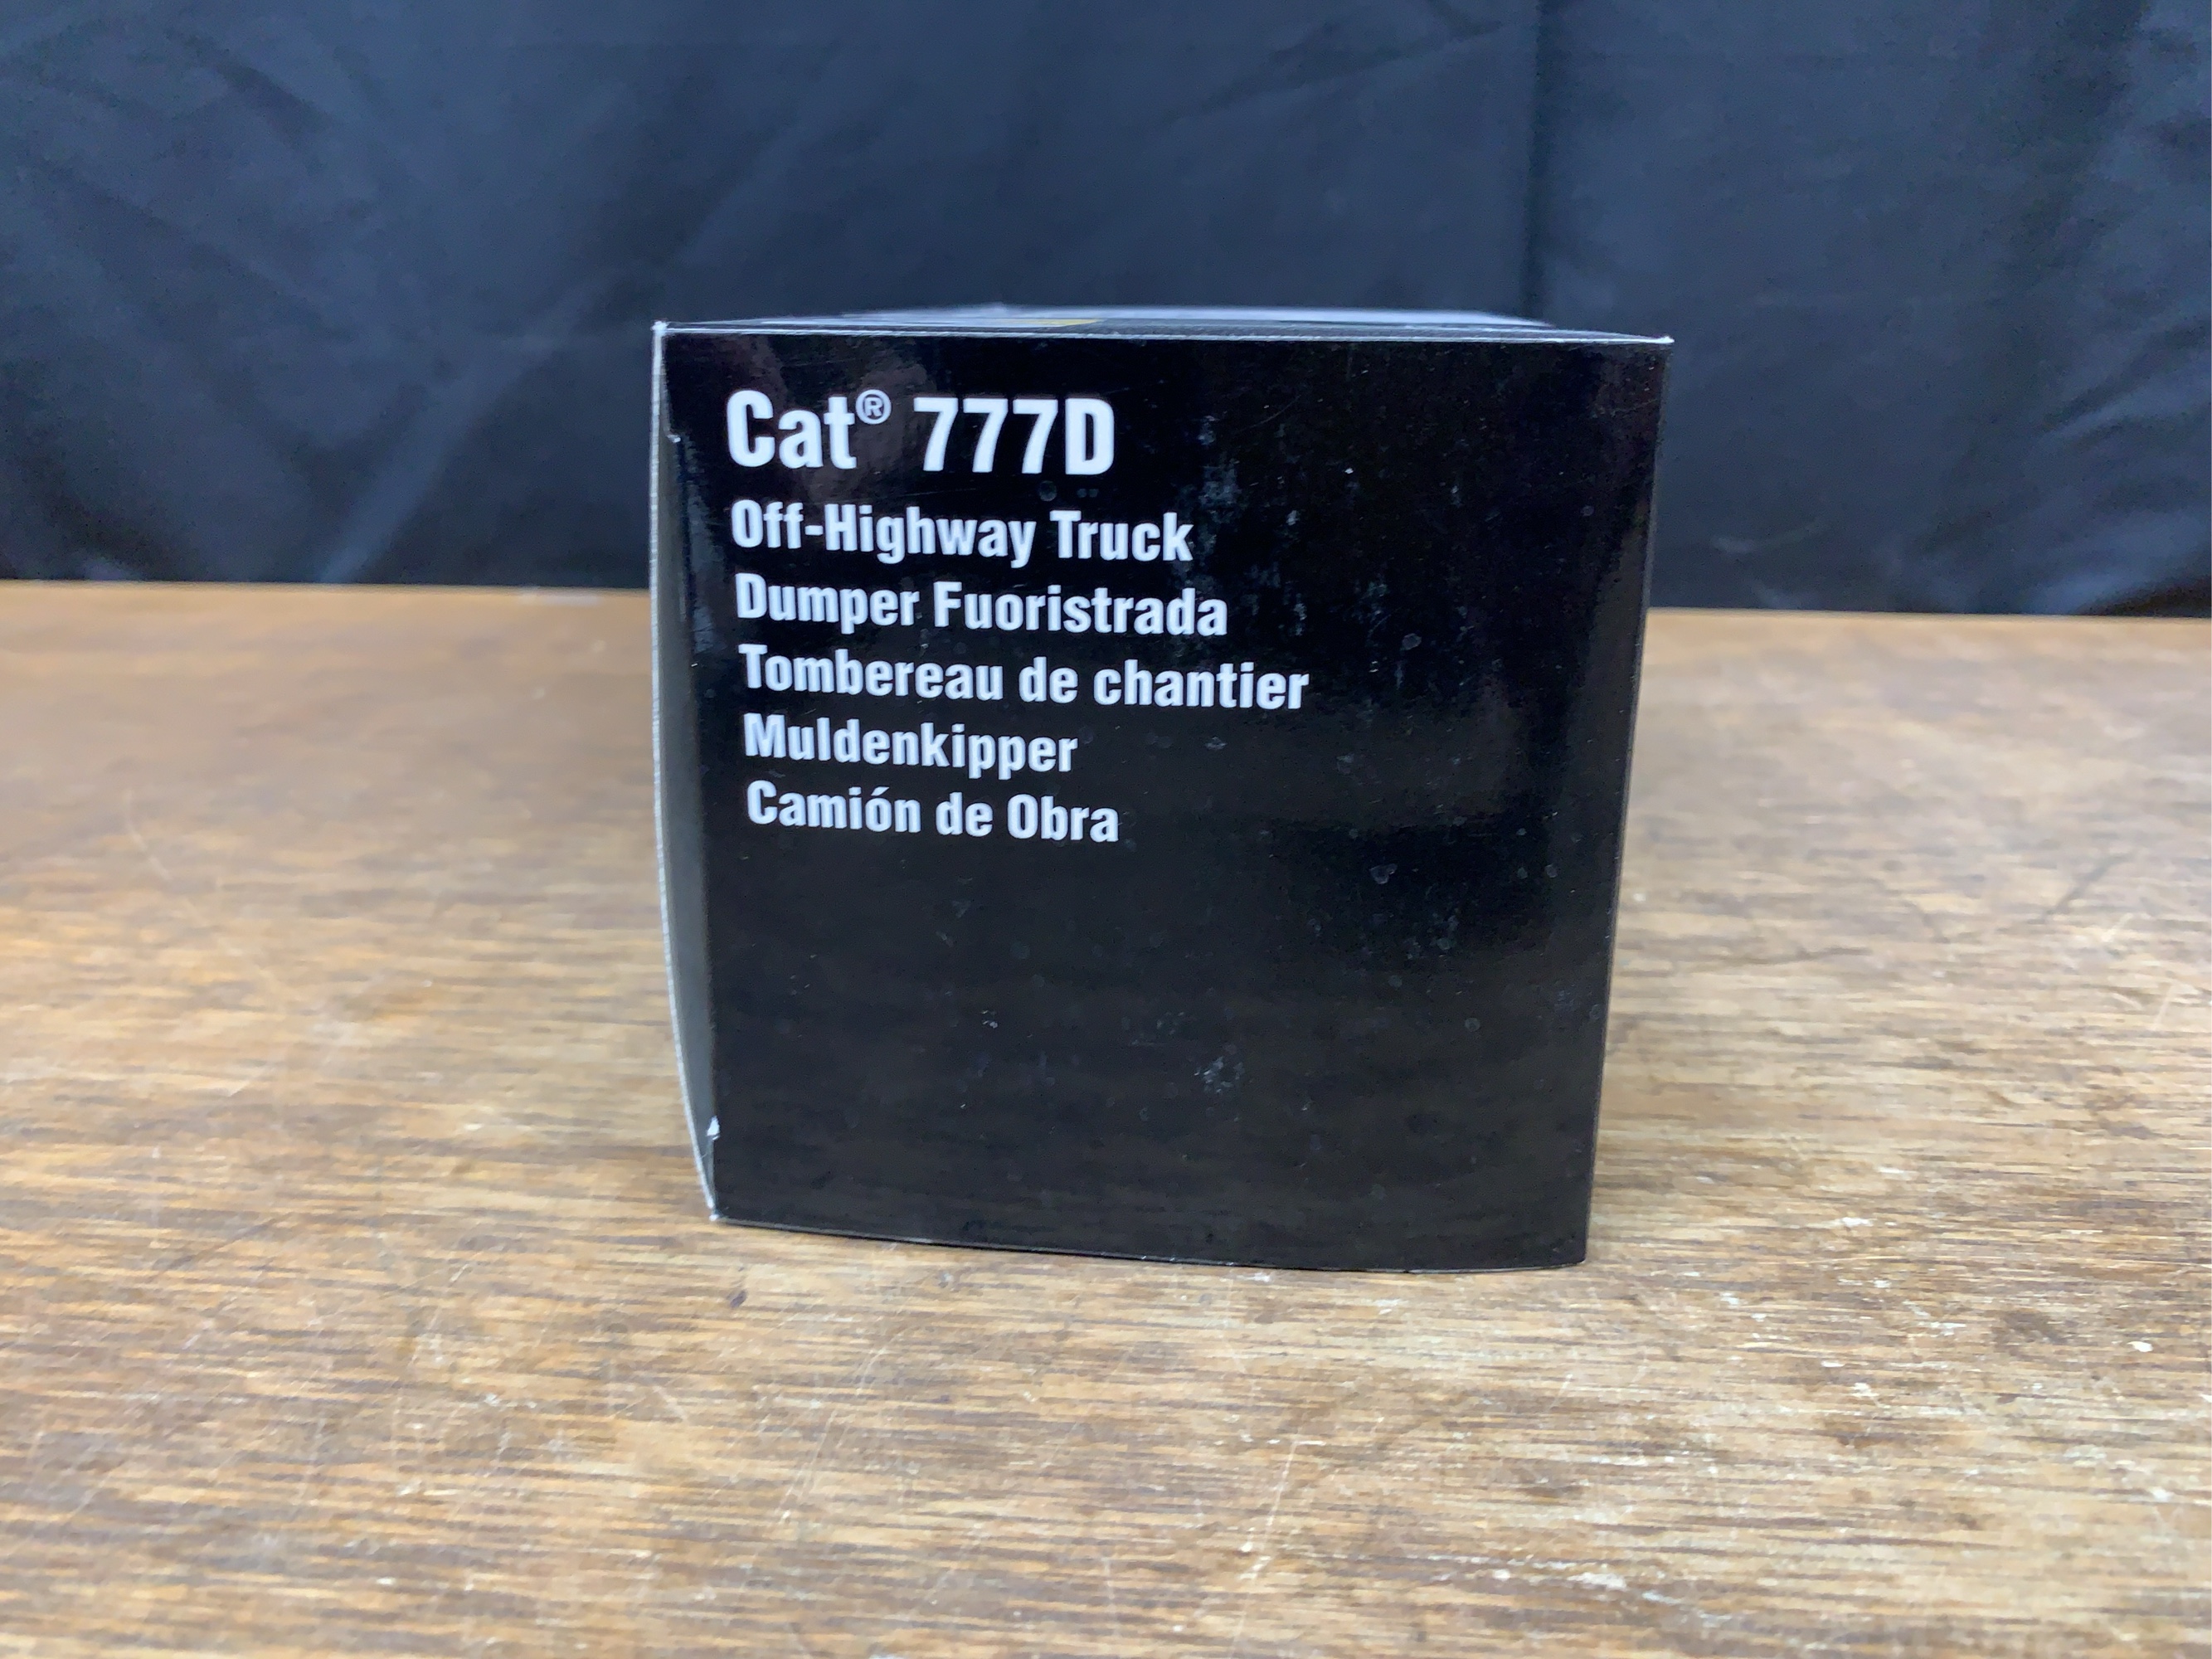 Cat® 777D
Off-Highway Truck
Dumper Fuoristrada
Tombereau de chantier
Muldenkipper
Camión de Obra